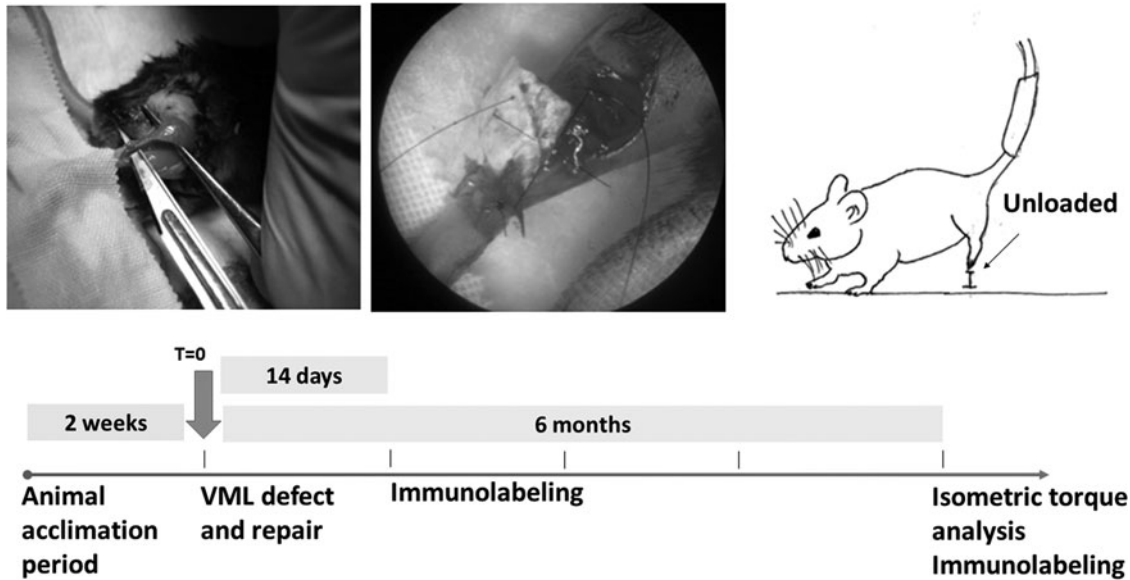 Unloaded
T=0
14 days
2 weeks
6 months
Animal
acclimation
period
VML defect
and repair
Immunolabeling
Isometric torque
analysis
Immunolabeling